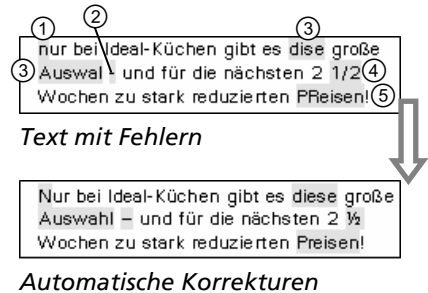 ① ② ③
nur bei Ideal-Küchen gibt es dise große
③ Auswal - und für die nächsten 2 1/2 ④
Wochen zu stark reduzierten PReisen! ⑤
Text mit Fehlern
Nur bei Ideal-Küchen gibt es diese große
Auswahl – und für die nächsten 2 ½
Wochen zu stark reduzierten Preisen!
Automatische Korrekturen